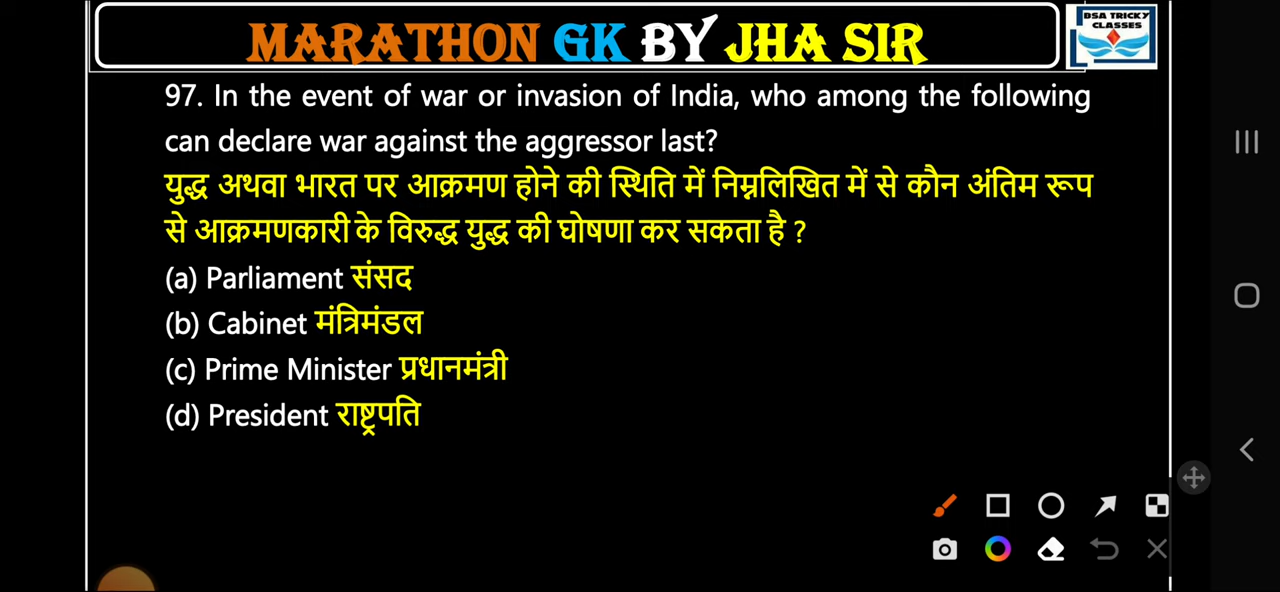 MARATHON GK BY JHA SIR
BSA TRICKY
CLASSES
97. In the event of war or invasion of India, who among the following
can declare war against the aggressor last?
युद्ध अथवा भारत पर आक्रमण होने की स्थिति में निम्नलिखित में से कौन अंतिम रूप
से आक्रमणकारी के विरुद्ध युद्ध की घोषणा कर सकता है ?
(a) Parliament संसद
(b) Cabinet मंत्रिमंडल
(c) Prime Minister प्रधानमंत्री
(d) President राष्ट्रपति